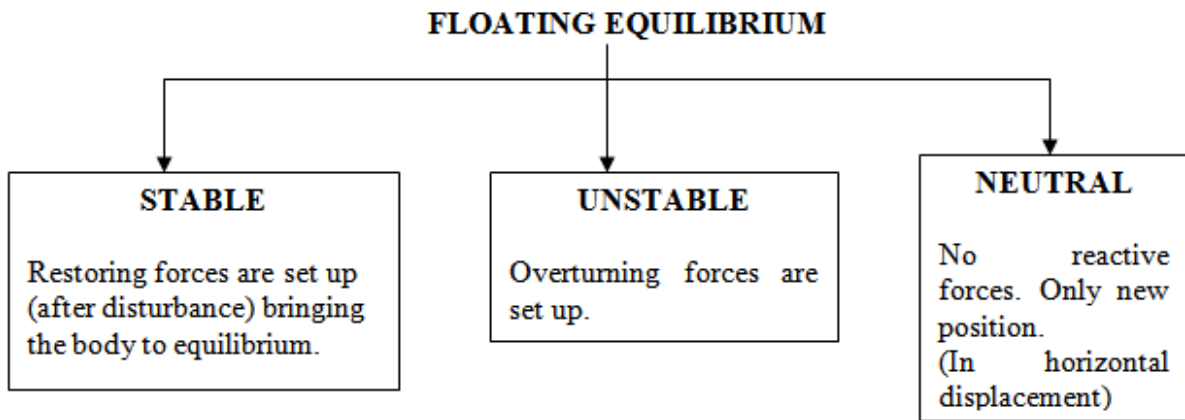 FLOATING EQUILIBRIUM
STABLE
Restoring forces are set up
(after disturbance) bringing
the body to equilibrium.
UNSTABLE
Overturning forces are
set up.
NEUTRAL
No reactive
forces. Only new
position.
(In horizontal
displacement)